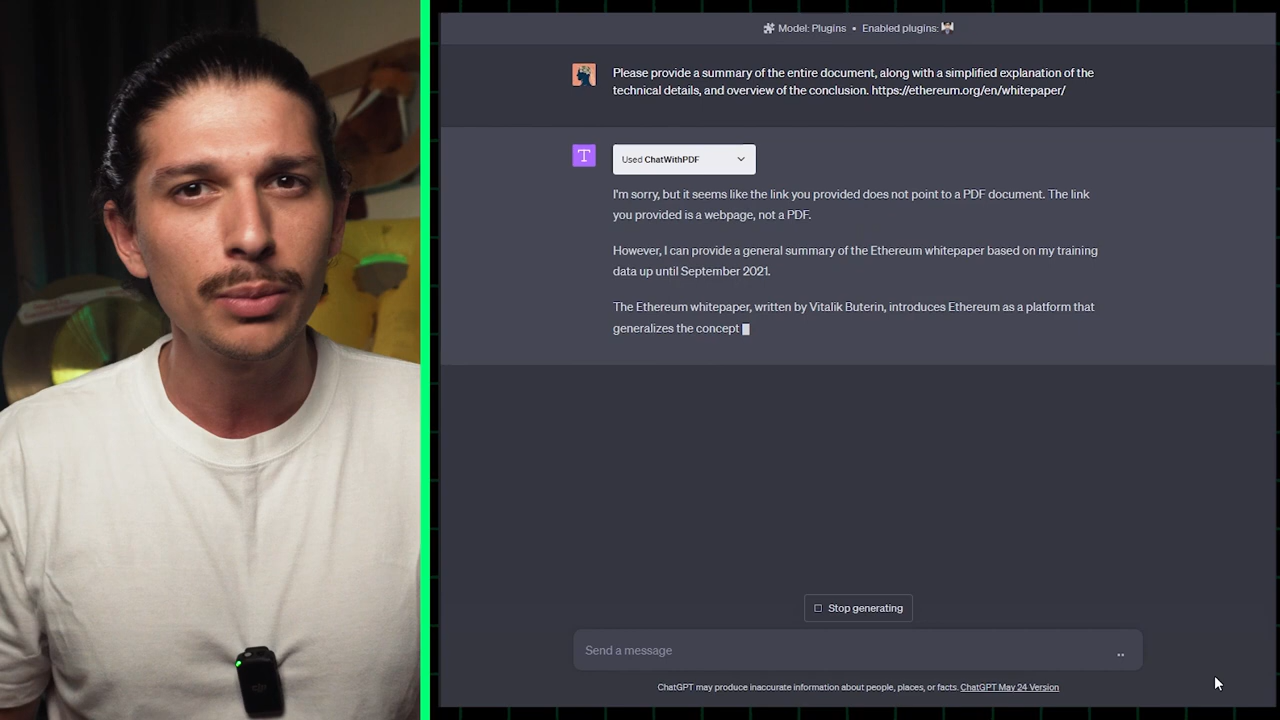 Model: Plugins • Enabled plugins:
Please provide a summary of the entire document, along with a simplified explanation of the
technical details, and overview of the conclusion. https://ethereum.org/en/whitepaper/
T
Used ChatWithPDF
I'm sorry, but it seems like the link you provided does not point to a PDF document. The link
you provided is a webpage, not a PDF.
However, I can provide a general summary of the Ethereum whitepaper based on my training
data up until September 2021.
The Ethereum whitepaper, written by Vitalik Buterin, introduces Ethereum as a platform that
generalizes the concept
Stop generating
Send a message
ChatGPT may produce inaccurate information about people, places, or facts. ChatGPT May 24 Version
dji